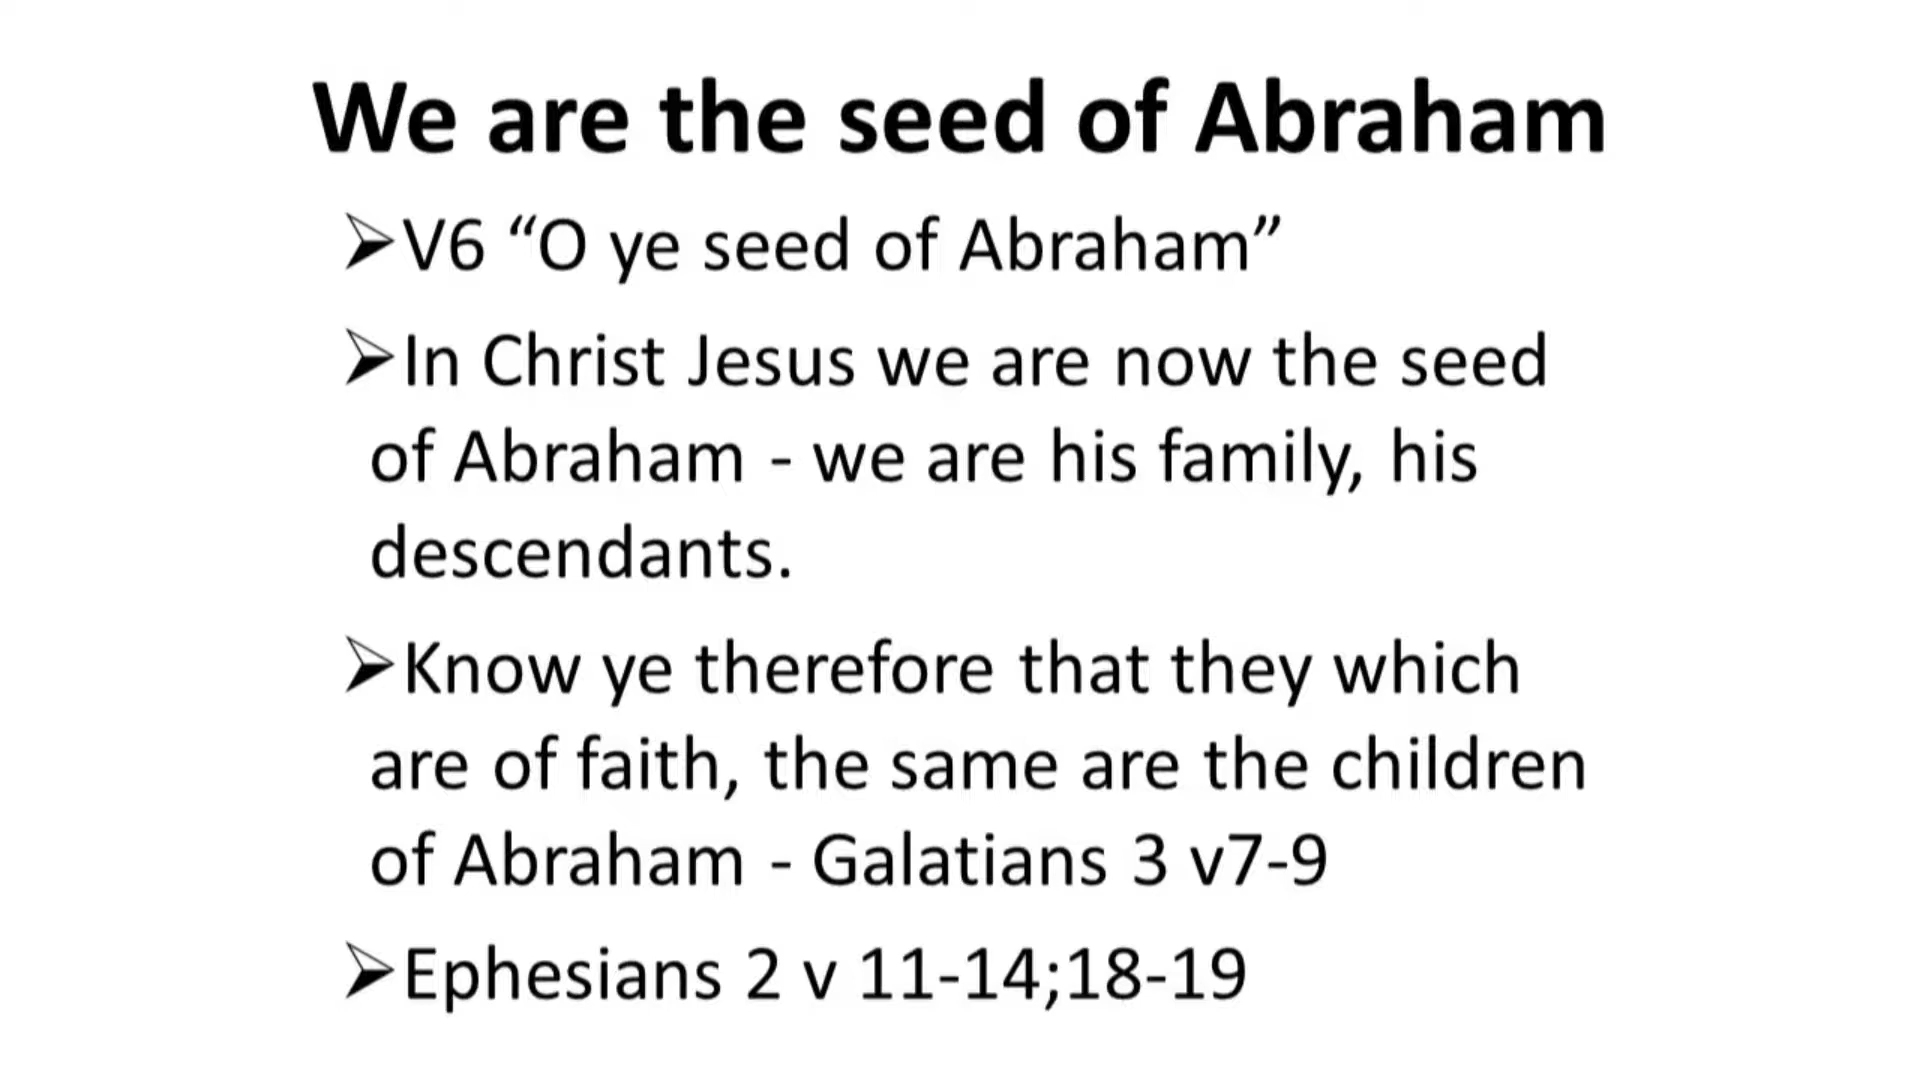 We are the seed of Abraham
➢V6 “O ye seed of Abraham”
➢In Christ Jesus we are now the seed
of Abraham - we are his family, his
descendants.
➢Know ye therefore that they which
are of faith, the same are the children
of Abraham - Galatians 3 v7-9
➢Ephesians 2 v 11-14;18-19